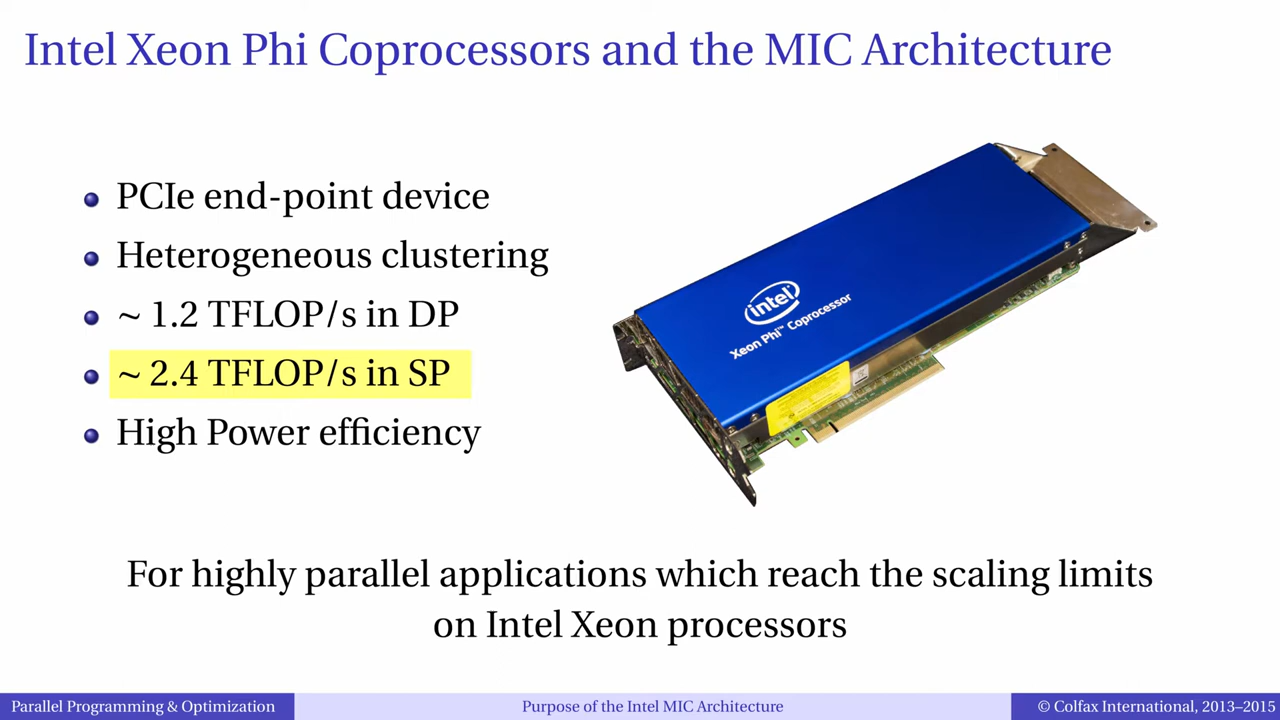 Intel Xeon Phi Coprocessors and the MIC Architecture
PCIe end-point device
Heterogeneous clustering
~ 1.2 TFLOP/s in DP
~ 2.4 TFLOP/s in SP
High Power efficiency
intel
Xeon Phi™ Coprocessor
For highly parallel applications which reach the scaling limits
on Intel Xeon processors
Parallel Programming & Optimization
Purpose of the Intel MIC Architecture
© Colfax International, 2013–2015